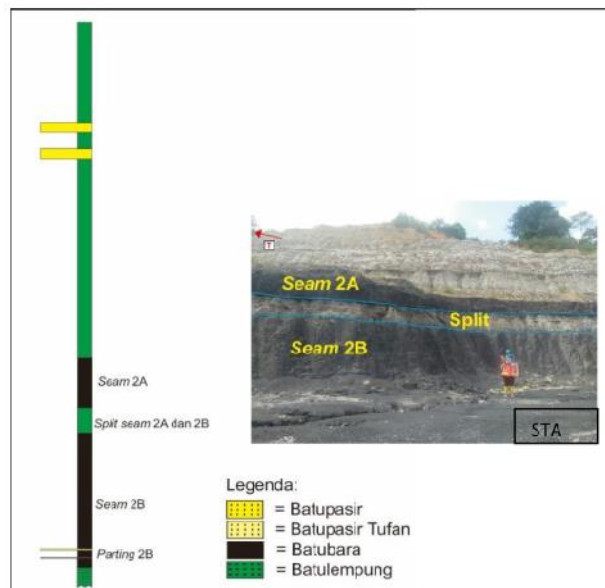 Seam 2A
Split seam 2A dan 2B
Seam 2B
Parting 2B
T
Seam 2A
Split
Seam 2B
STA
Legenda:
= Batupasir
= Batupasir Tufan
= Batubara
= Batulempung